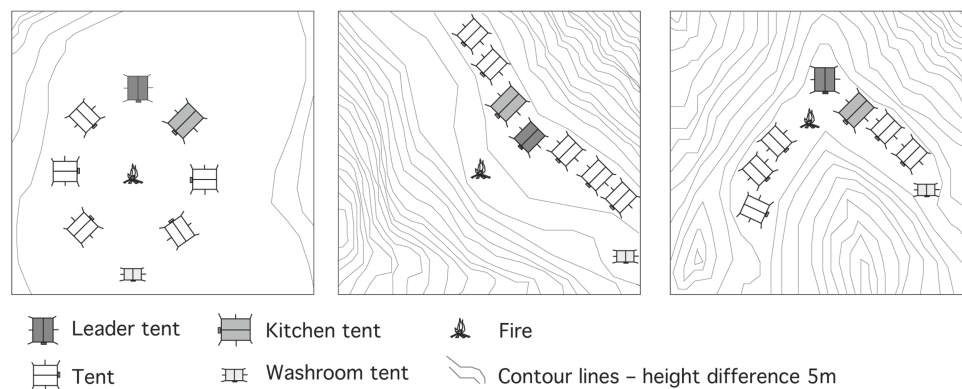 Leader tent Kitchen tent Fire
Tent Washroom tent Contour lines – height difference 5m